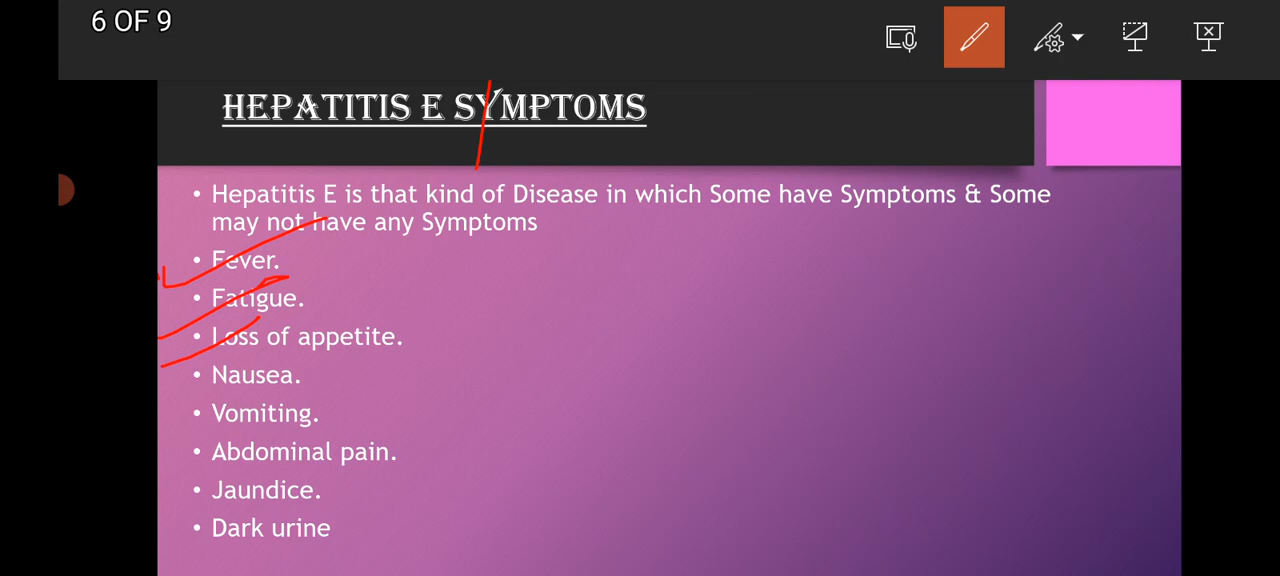 6 OF 9
HEPATITIS E SYMPTOMS
• Hepatitis E is that kind of Disease in which Some have Symptoms & Some
may not have any Symptoms
• Fever.
• Fatigue.
• Loss of appetite.
• Nausea.
• Vomiting.
• Abdominal pain.
• Jaundice.
• Dark urine